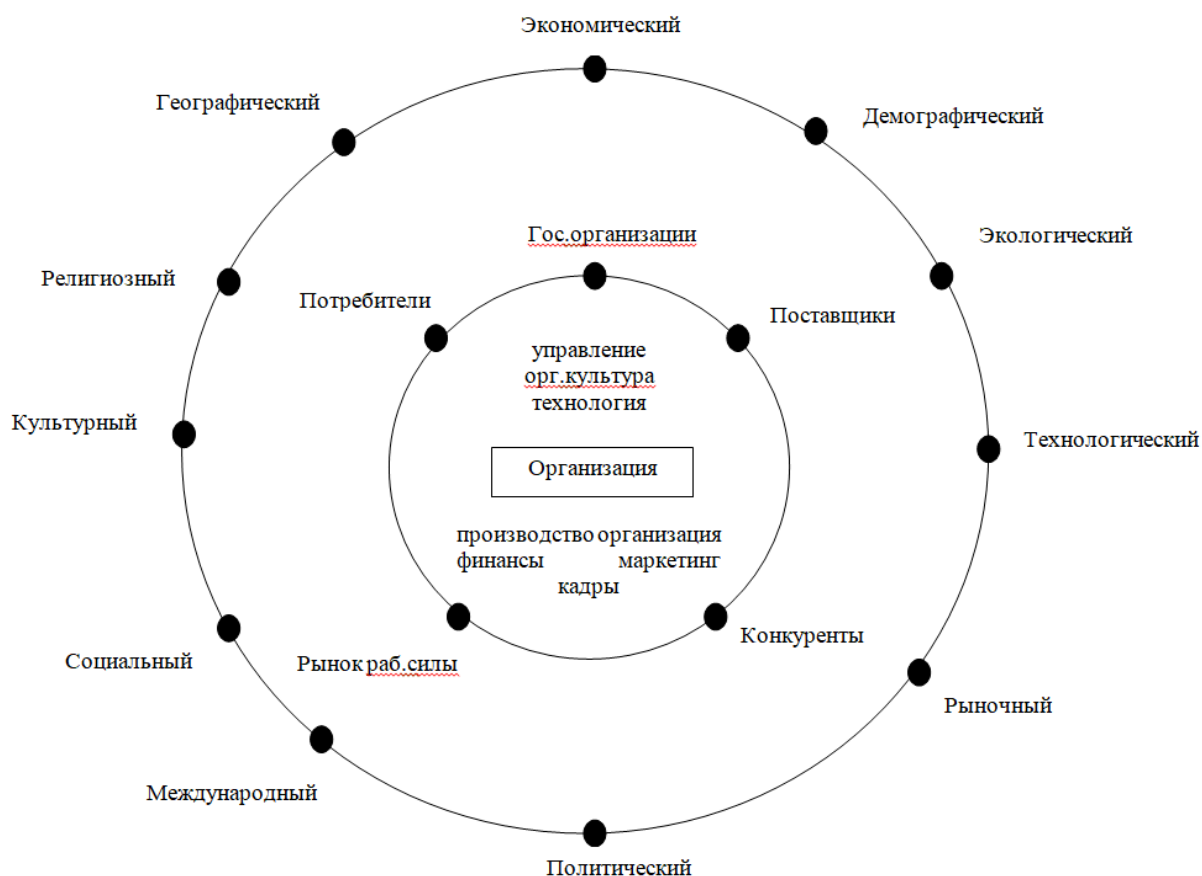 Экономический
Географический
Демографический
Гос.организации
Экологический
Религиозный
Потребители
Поставщики
управление
орг.культура
технология
Культурный
Технологический
Организация
производство организация
финансы маркетинг
кадры
Конкуренты
Социальный
Рынок раб.силы
Рыночный
Международный
Политический